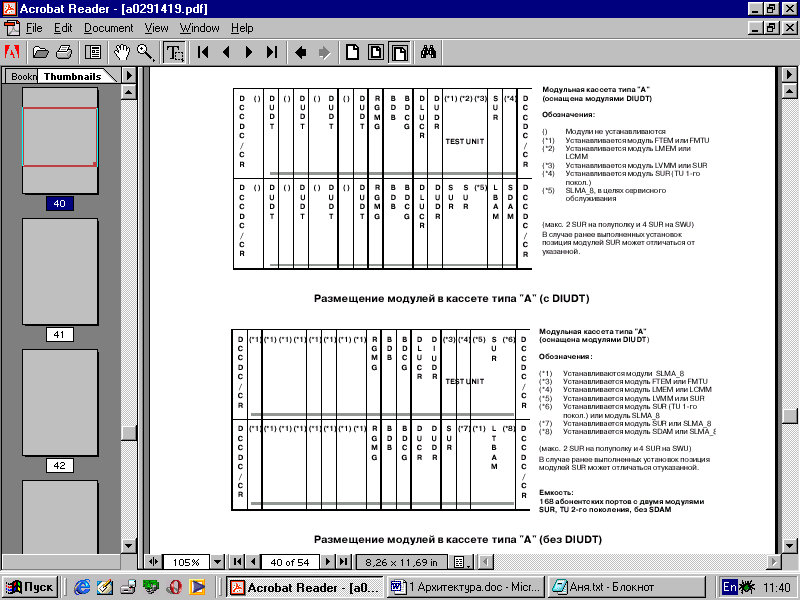 Acrobat Reader - [a0291419.pdf]
File Edit Document View Window Help
Bookn Thumbnails
40
41
42
DCCDC/CR () DUDT () DUDT () DUDT () DUDT () RGMG BDB BDCG DLUCR DUDR (*1) (*2) (*3) SUR (*4) DCCDC/CR
TEST UNIT
DCCDC/CR () DUDT () DUDT () DUDT () DUDT () RGMG BDB BDCG DLUCR DUDR SUR SUR (*5) LBAM SDAM DCCDC/CR
Модульная кассета типа "А"
(оснащена модулями DIUDT)
Обозначения:
() Модули не устанавливаются
(*1) Устанавливается модуль FTEM или FMTU
(*2) Устанавливается модуль LMEM или
LCMM
(*3) Устанавливается модуль LVMM или SUR
(*4) Устанавливается модуль SUR (TU 1-го
покол.)
(*5) SLMA_8, в целях сервисного
обслуживания
(макс. 2 SUR на полуполку и 4 SUR на SWU)
В случае ранее выполненных установок
позиция модулей SUR может отличаться от
указанной.
Размещение модулей в кассете типа "А" (с DIUDT)
DCCDC/CR (*1) (*1) (*1) (*1) (*1) (*1) (*1) (*1) RGMG BDB BDCG DLUCR DIUDR (*3) (*4) (*5) SUR (*6) DCCDC/CR
TEST UNIT
DCCDC/CR (*1) (*1) (*1) (*1) (*1) (*1) (*1) (*1) RGMG BDB BDCG DUCR DUDR SUR (*7) (*1) LTBAM (*8) DCCDC/CR
Модульная кассета типа "А"
(оснащена модулями DIUDT)
Обозначения:
(*1) Устанавливаются модули SLMA_8
(*3) Устанавливается модуль FTEM или FMTU
(*4) Устанавливается модуль LMEM или LCMM
(*5) Устанавливается модуль LVMM или SUR
(*6) Устанавливается модуль SUR (TU 1-го
покол.) или модуль SLMA_8
(*7) Устанавливается модуль SUR или SLMA_8
(*8) Устанавливается модуль SDAM или SLMA_8
(макс. 2 SUR на полуполку и 4 SUR на SWU)
В случае ранее выполненных установок позиция
модулей SUR может отличаться отуказанной.
Емкость:
168 абонентских портов с двумя модулями
SUR, TU 2-го поколения, без SDAM
Размещение модулей в кассете типа "А" (без DIUDT)
105% 40 of 54 8,26 x 11,69 in
Пуск Acrobat Reader - [a0... 1 Архитектура.doc - Micr... Аня.txt - Блокнот En 11:40